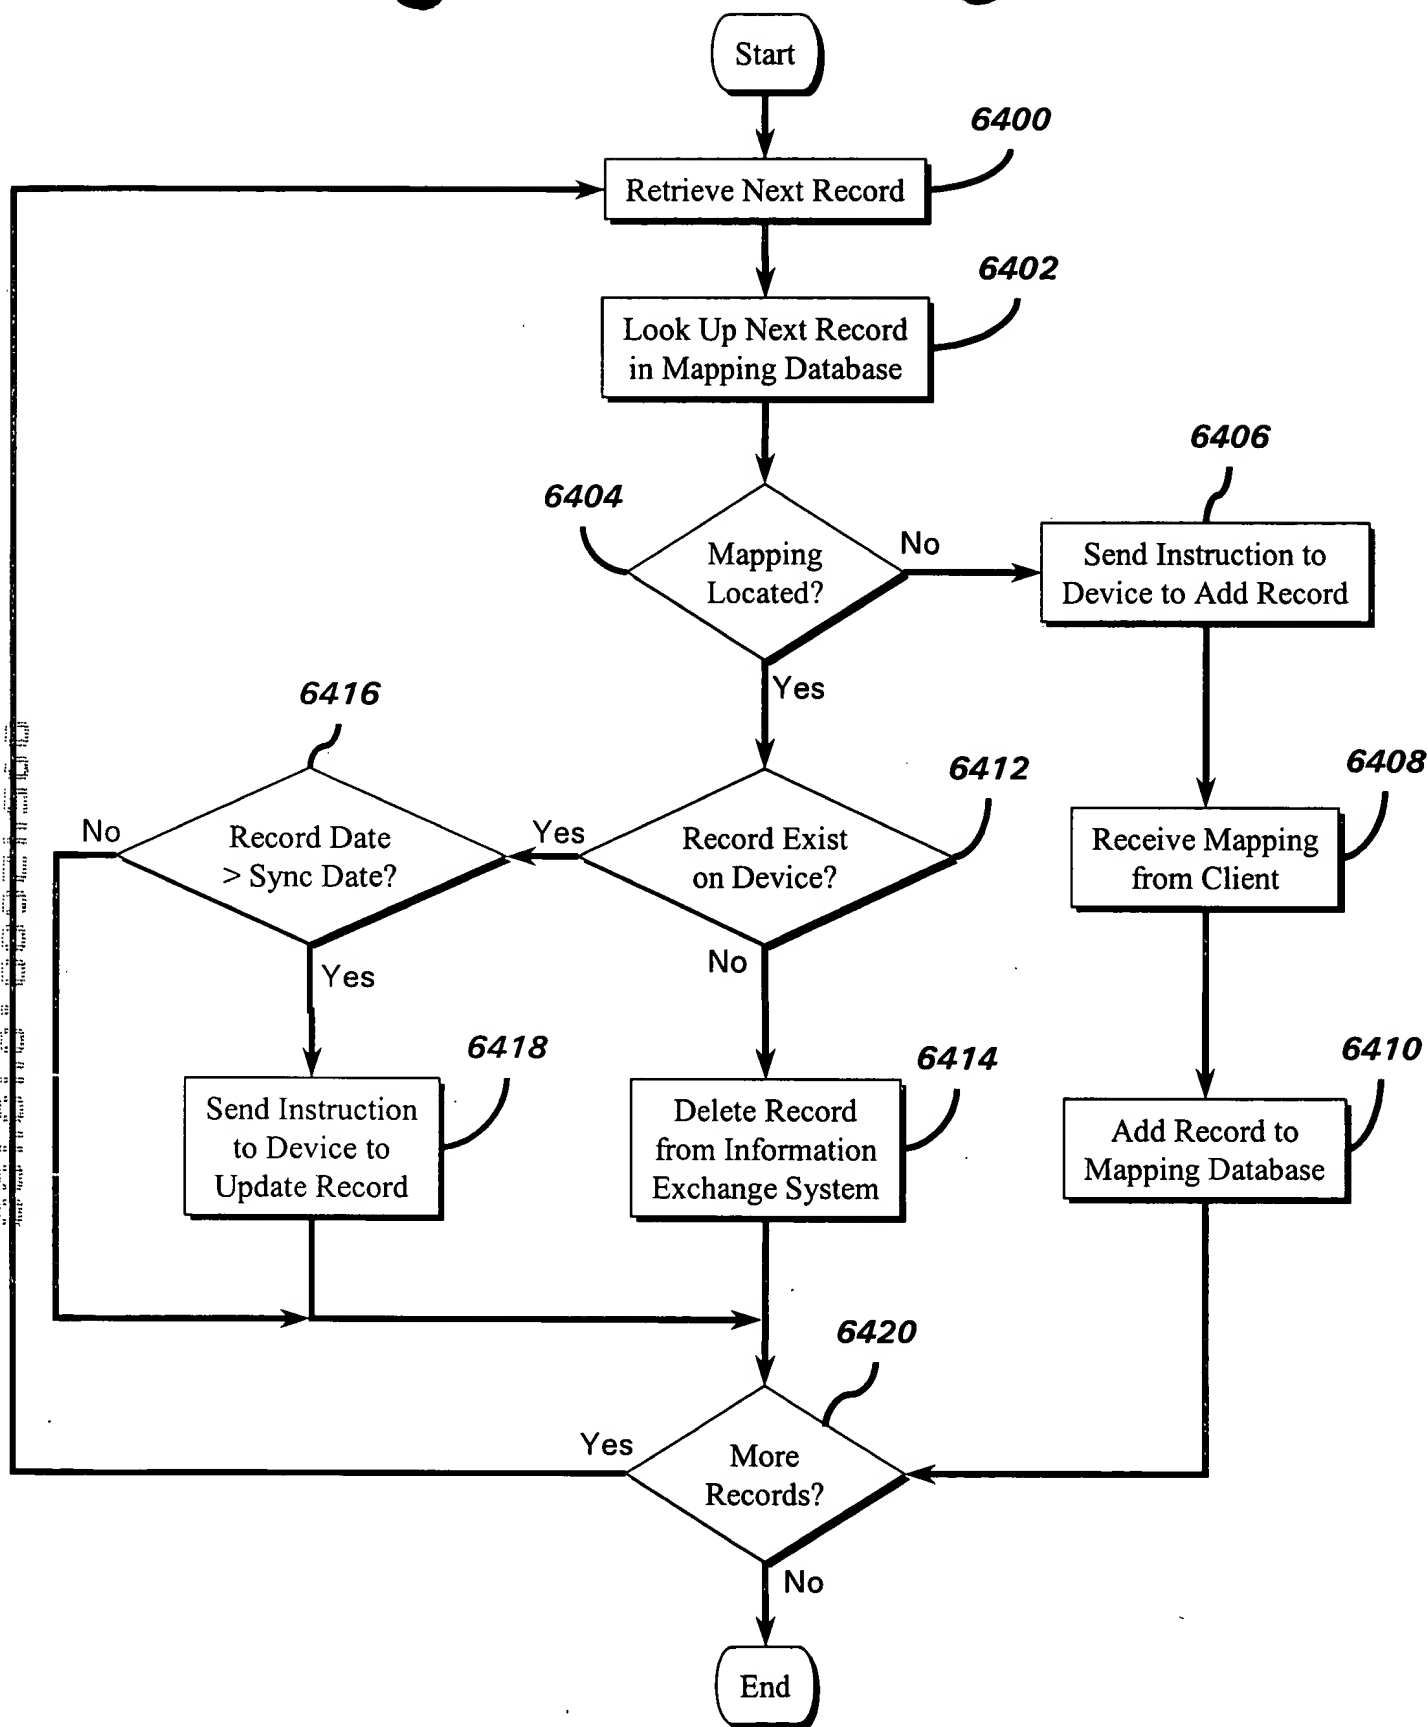 Start
6400
Retrieve Next Record
6402
Look Up Next Record
in Mapping Database
6406
6404
Mapping
Located?
No
Send Instruction to
Device to Add Record
Yes
6416
6412
6408
No
Record Date
> Sync Date?
Yes
Record Exist
on Device?
Receive Mapping
from Client
Yes
No
6418
6414
6410
Send Instruction
to Device to
Update Record
Delete Record
from Information
Exchange System
Add Record to
Mapping Database
6420
Yes
More
Records?
No
End